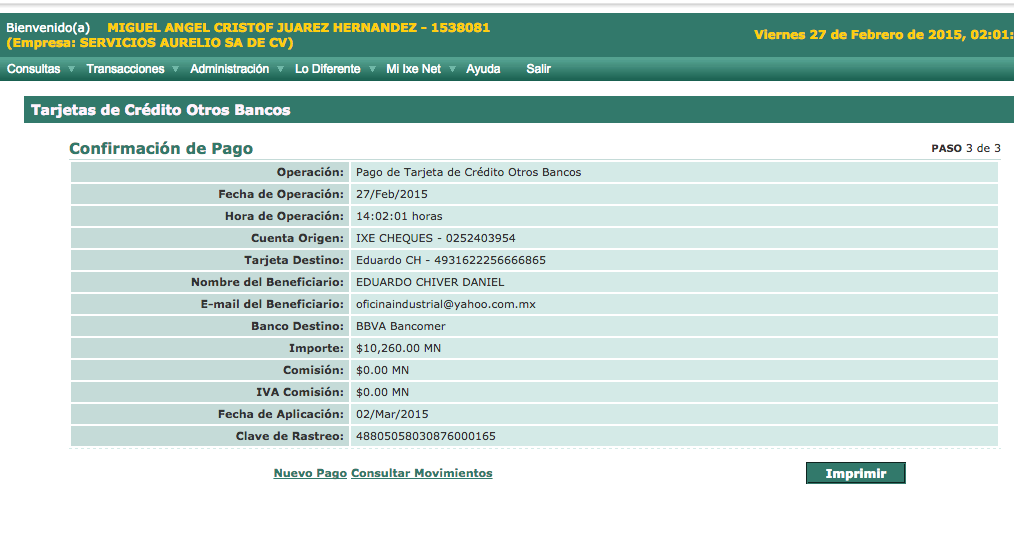 Bienvenido(a) MIGUEL ANGEL CRISTOF JUAREZ HERNANDEZ - 1538081
(Empresa: SERVICIOS AURELIO SA DE CV)
Viernes 27 de Febrero de 2015, 02:01:
Consultas Transacciones Administración Lo Diferente Mi Ixe Net Ayuda Salir
Tarjetas de Crédito Otros Bancos
Confirmación de Pago PASO 3 de 3
Operación: Pago de Tarjeta de Crédito Otros Bancos
Fecha de Operación: 27/Feb/2015
Hora de Operación: 14:02:01 horas
Cuenta Origen: IXE CHEQUES - 0252403954
Tarjeta Destino: Eduardo CH - 4931622256666865
Nombre del Beneficiario: EDUARDO CHIVER DANIEL
E-mail del Beneficiario: oficinaindustrial@yahoo.com.mx
Banco Destino: BBVA Bancomer
Importe: $10,260.00 MN
Comisión: $0.00 MN
IVA Comisión: $0.00 MN
Fecha de Aplicación: 02/Mar/2015
Clave de Rastreo: 48805058030876000165
Nuevo Pago Consultar Movimientos Imprimir